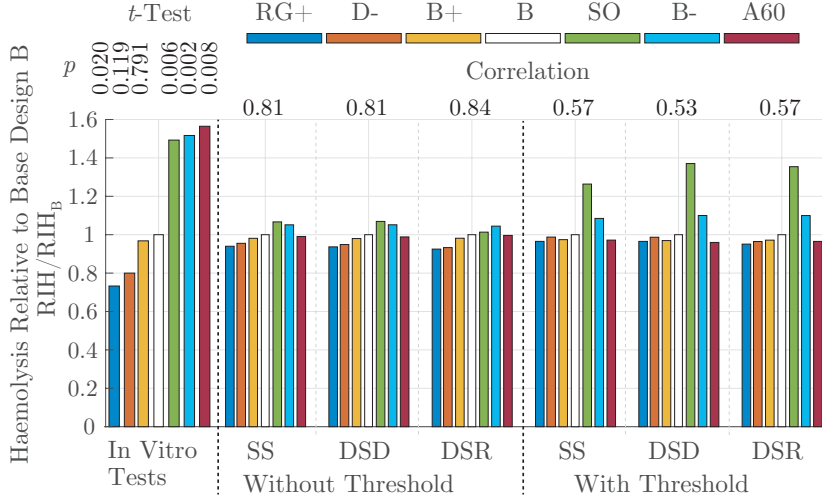 t-Test
RG+ D- B+ B SO B- A60
p 0.020 0.119 0.791 0.006 0.002 0.008
Correlation
0.81 0.81 0.84 0.57 0.53 0.57
Haemolysis Relative to Base Design B
RIH/RIH_B
1.6
1.4
1.2
1
0.8
0.6
0.4
0.2
0
In Vitro
Tests
SS DSD DSR SS DSD DSR
Without Threshold With Threshold